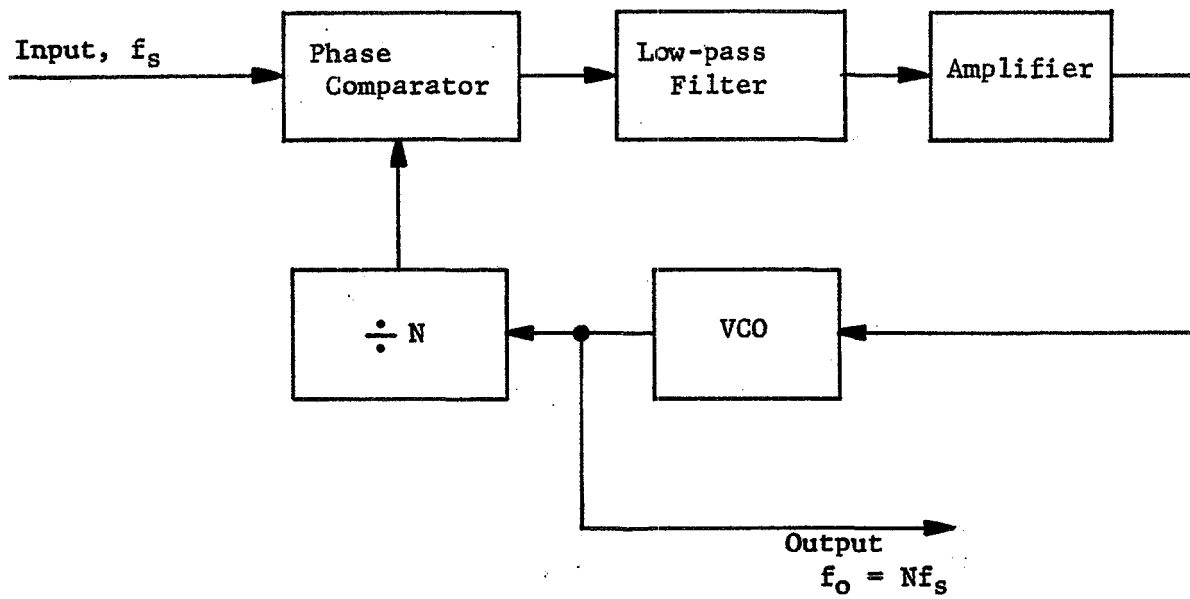 Input, fs
Phase
Comparator
Low-pass
Filter
Amplifier
÷ N
VCO
Output
fo = Nfs